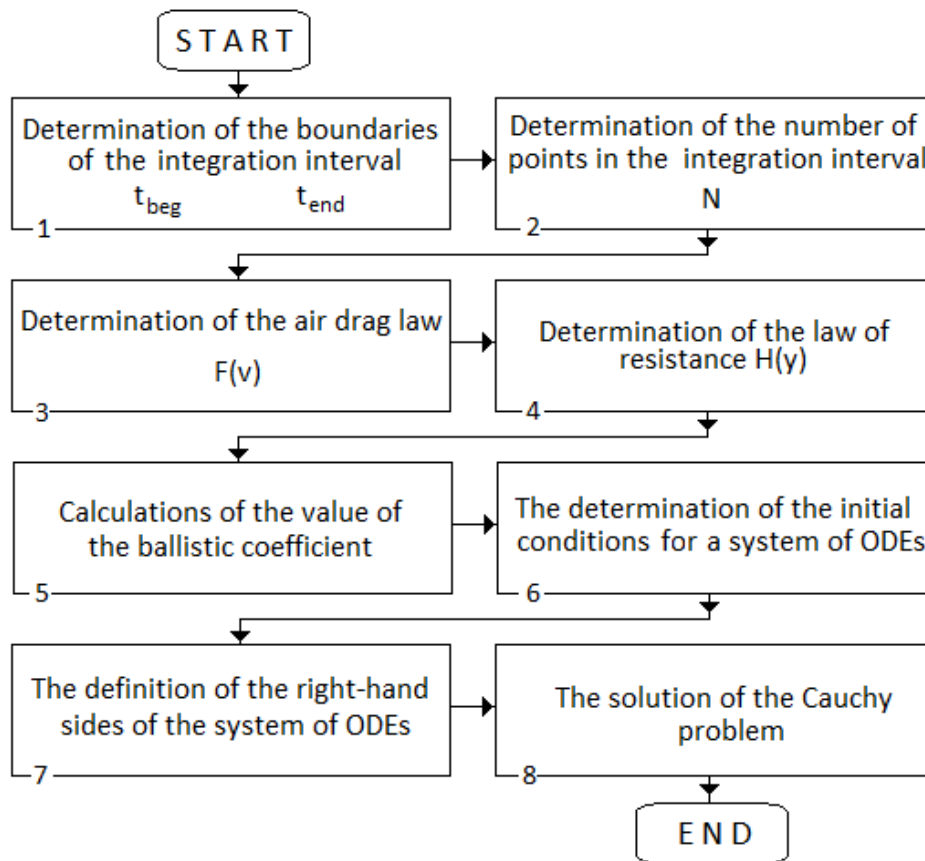 S T A R T
Determination of the boundaries
of the integration interval
t_beg t_end
1
Determination of the number of
points in the integration interval
N
2
Determination of the air drag law
F(v)
3
Determination of the law of
resistance H(y)
4
Calculations of the value of
the ballistic coefficient
5
The determination of the initial
conditions for a system of ODEs
6
The definition of the right-hand
sides of the system of ODEs
7
The solution of the Cauchy
problem
8
E N D